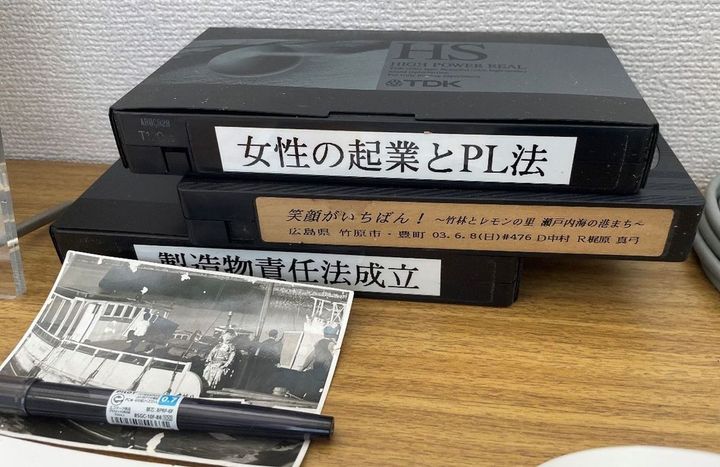 HS
HIGH POWER REAL
TDK
女性の起業とPL法
笑顔がいちばん！ ～竹林とレモンの里 瀬戸内海の港まち～
広島県 竹原市・豊町 03.6.8(日)#476 D中村 R梶原 真弓
製造物責任法成立
0.7